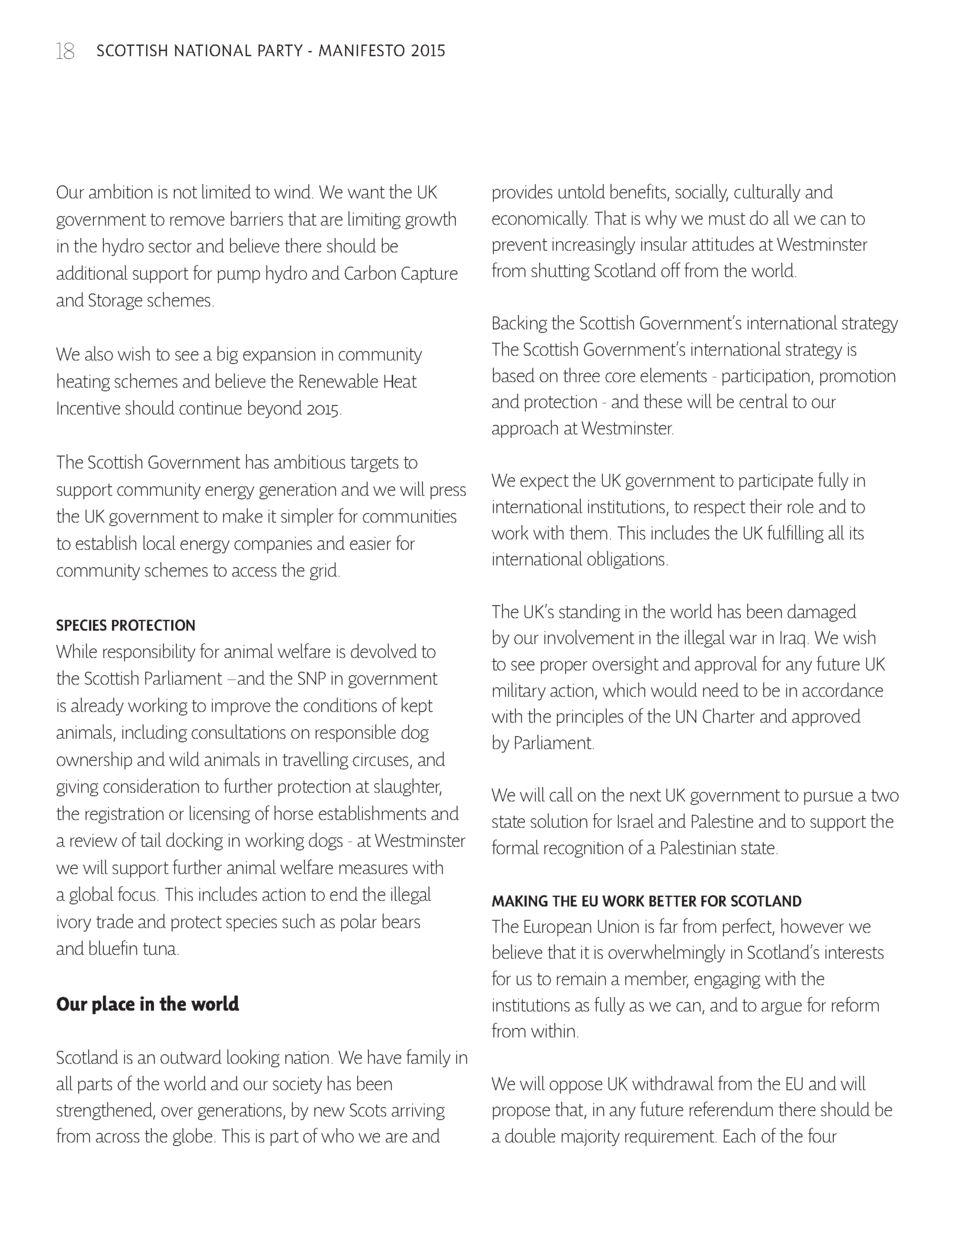 18 SCOTTISH NATIONAL PARTY - MANIFESTO 2015
Our ambition is not limited to wind. We want the UK
government to remove barriers that are limiting growth
in the hydro sector and believe there should be
additional support for pump hydro and Carbon Capture
and Storage schemes.
We also wish to see a big expansion in community
heating schemes and believe the Renewable Heat
Incentive should continue beyond 2015.
The Scottish Government has ambitious targets to
support community energy generation and we will press
the UK government to make it simpler for communities
to establish local energy companies and easier for
community schemes to access the grid.
SPECIES PROTECTION
While responsibility for animal welfare is devolved to
the Scottish Parliament –and the SNP in government
is already working to improve the conditions of kept
animals, including consultations on responsible dog
ownership and wild animals in travelling circuses, and
giving consideration to further protection at slaughter,
the registration or licensing of horse establishments and
a review of tail docking in working dogs - at Westminster
we will support further animal welfare measures with
a global focus. This includes action to end the illegal
ivory trade and protect species such as polar bears
and bluefin tuna.
Our place in the world
Scotland is an outward looking nation. We have family in
all parts of the world and our society has been
strengthened, over generations, by new Scots arriving
from across the globe. This is part of who we are and
provides untold benefits, socially, culturally and
economically. That is why we must do all we can to
prevent increasingly insular attitudes at Westminster
from shutting Scotland off from the world.
Backing the Scottish Government's international strategy
The Scottish Government's international strategy is
based on three core elements - participation, promotion
and protection - and these will be central to our
approach at Westminster.
We expect the UK government to participate fully in
international institutions, to respect their role and to
work with them. This includes the UK fulfilling all its
international obligations.
The UK's standing in the world has been damaged
by our involvement in the illegal war in Iraq. We wish
to see proper oversight and approval for any future UK
military action, which would need to be in accordance
with the principles of the UN Charter and approved
by Parliament.
We will call on the next UK government to pursue a two
state solution for Israel and Palestine and to support the
formal recognition of a Palestinian state.
MAKING THE EU WORK BETTER FOR SCOTLAND
The European Union is far from perfect, however we
believe that it is overwhelmingly in Scotland's interests
for us to remain a member, engaging with the
institutions as fully as we can, and to argue for reform
from within.
We will oppose UK withdrawal from the EU and will
propose that, in any future referendum there should be
a double majority requirement. Each of the four